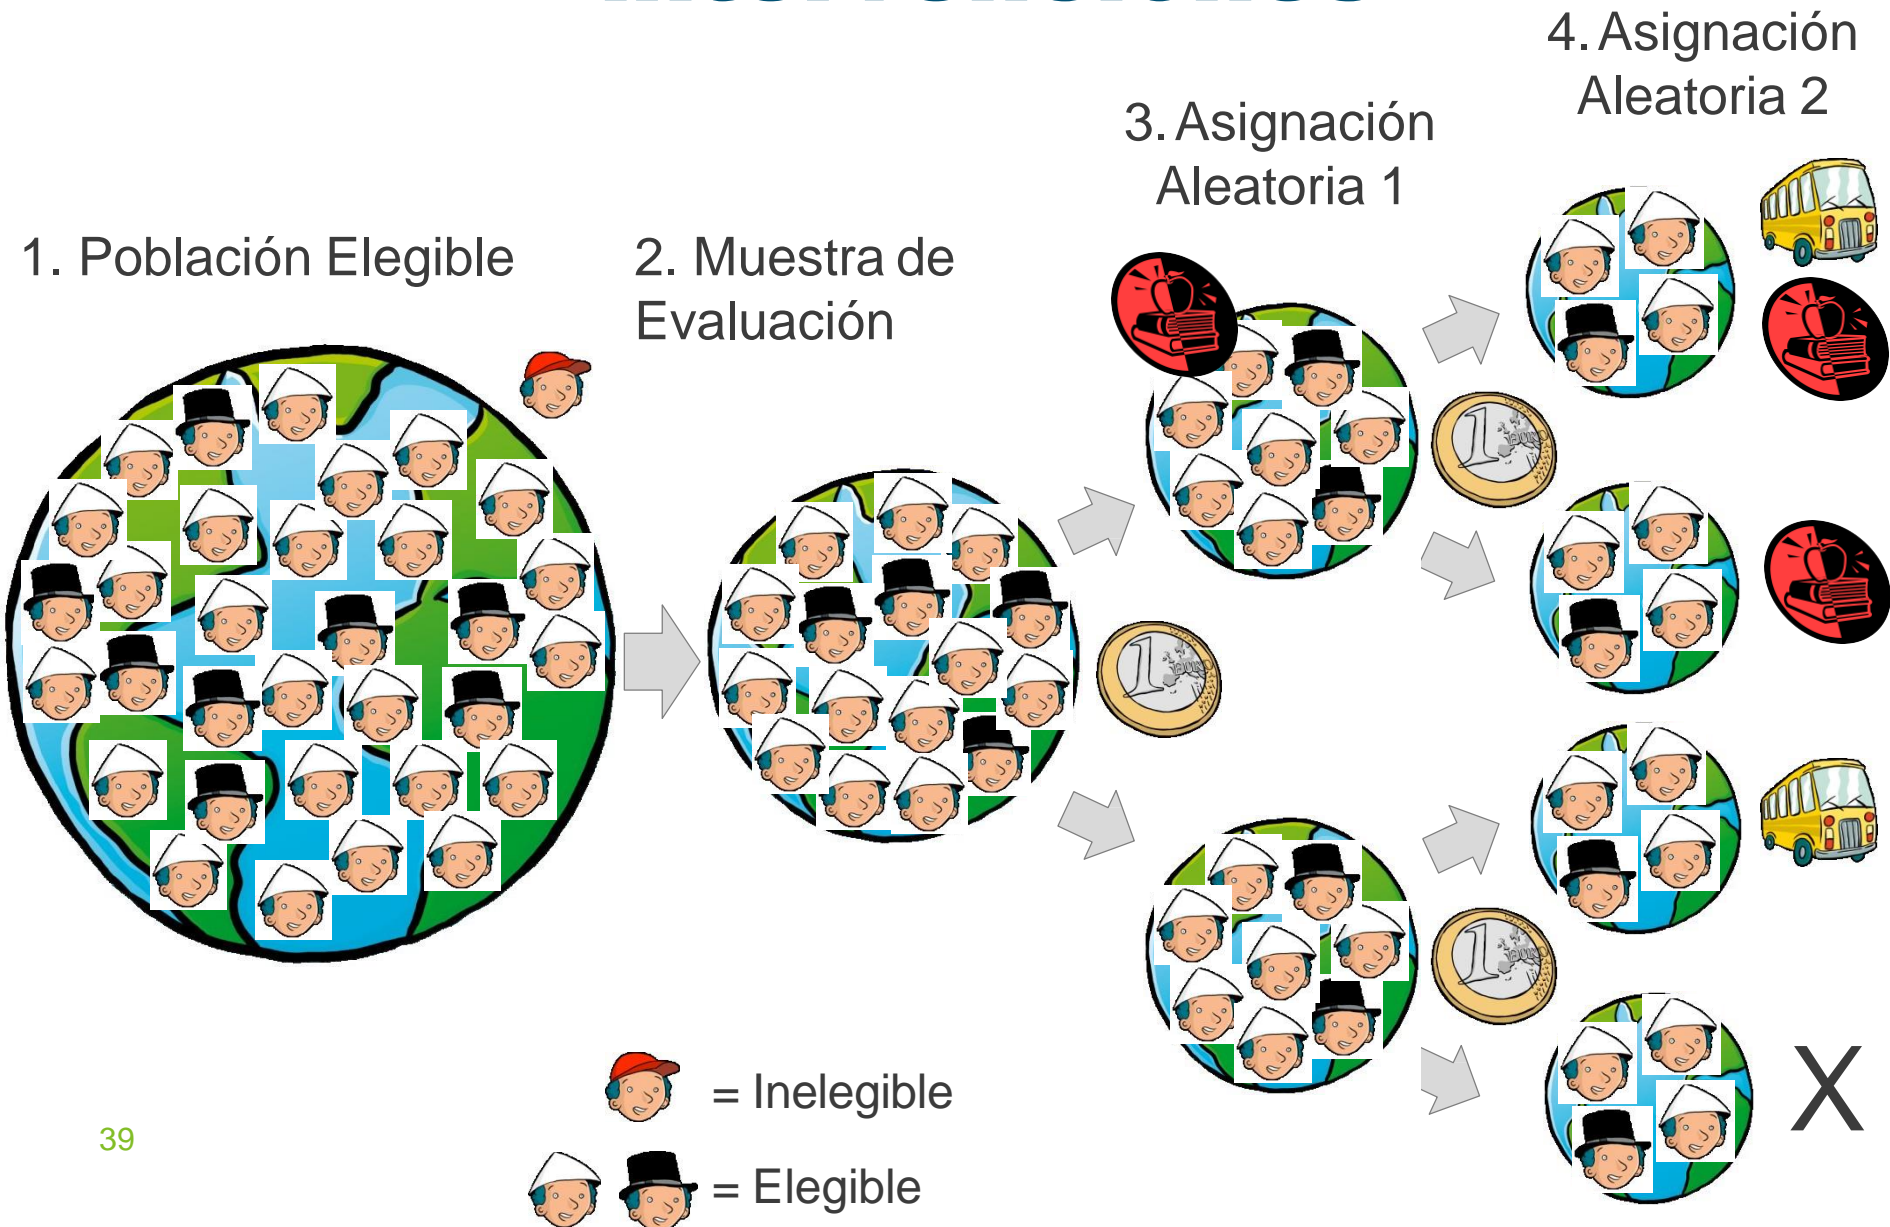 4. Asignación
Aleatoria 2
3. Asignación
Aleatoria 1
1. Población Elegible
2. Muestra de
Evaluación
= Inelegible
= Elegible
X
39